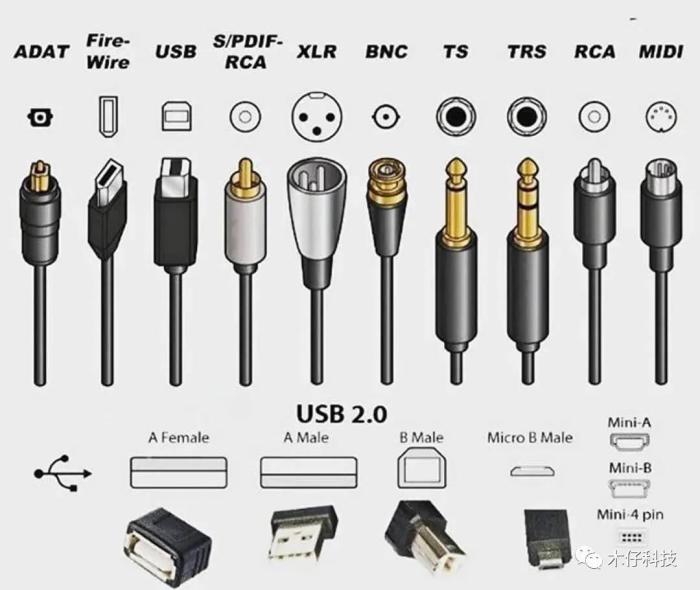 ADAT
Fire-
Wire
USB
S/PDIF-
RCA
XLR
BNC
TS
TRS
RCA
MIDI
USB 2.0
A Female
A Male
B Male
Micro B Male
Mini-A
Mini-B
Mini-4 pin
木仔科技